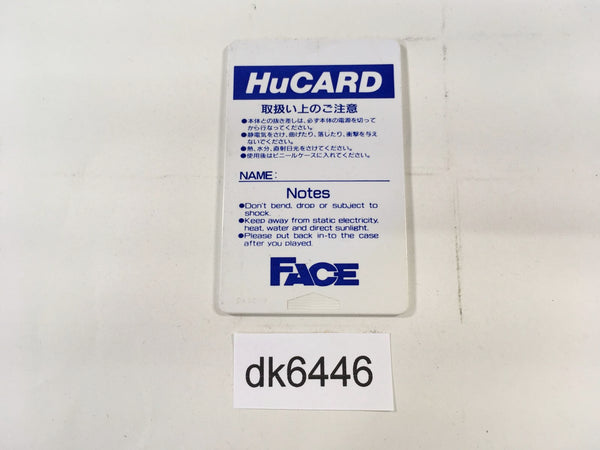 HuCARD
取扱い上のご注意
●本体との抜き差しは、必ず本体の電源を切って
から行なってください。
●静電気をさけ、曲げたり、落したり、衝撃を与え
ないでください。
●熱、水分、直射日光をさけてください。
●使用後はビニールケースに入れてください。
NAME:
Notes
●Don't bend, drop or subject to
shock.
●Keep away from static electricity,
heat, water and direct sunlight.
●Please put back in-to the case
after you played.
FACE
dk6446